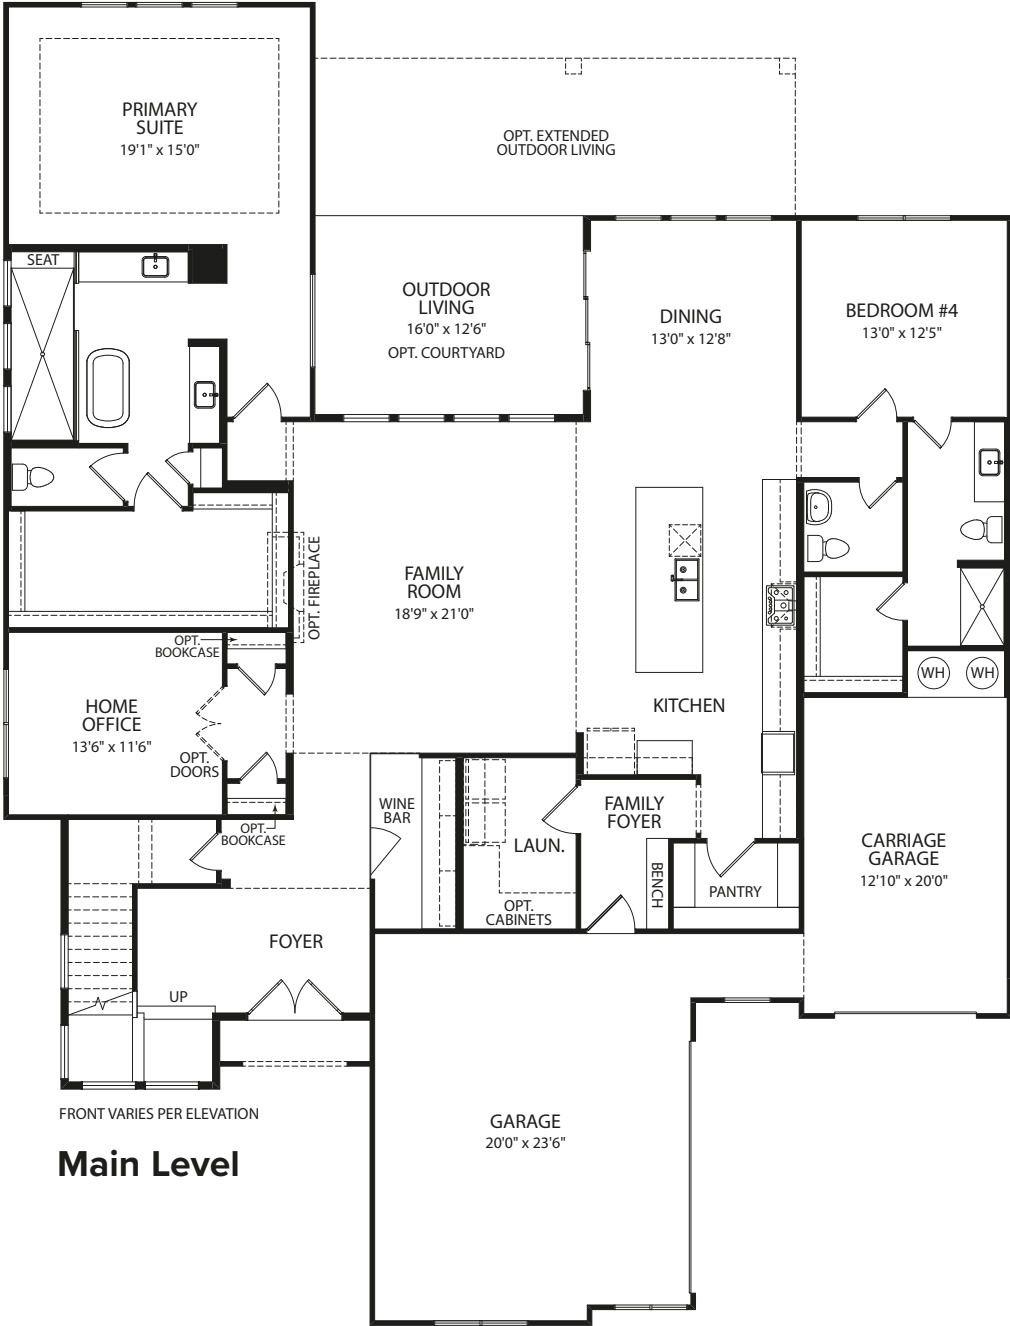 PRIMARY
SUITE
19'1" x 15'0"
OPT. EXTENDED
OUTDOOR LIVING
SEAT
OUTDOOR
LIVING
16'0" x 12'6"
OPT. COURTYARD
DINING
13'0" x 12'8"
BEDROOM #4
13'0" x 12'5"
OPT. FIREPLACE
FAMILY
ROOM
18'9" x 21'0"
OPT.
BOOKCASE
WH
WH
HOME
OFFICE
13'6" x 11'6"
OPT.
DOORS
KITCHEN
WINE
BAR
OPT.
BOOKCASE
LAUN.
FAMILY
FOYER
CARRIAGE
GARAGE
12'10" x 20'0"
BENCH
PANTRY
OPT.
CABINETS
FOYER
UP
FRONT VARIES PER ELEVATION
Main Level
GARAGE
20'0" x 23'6"